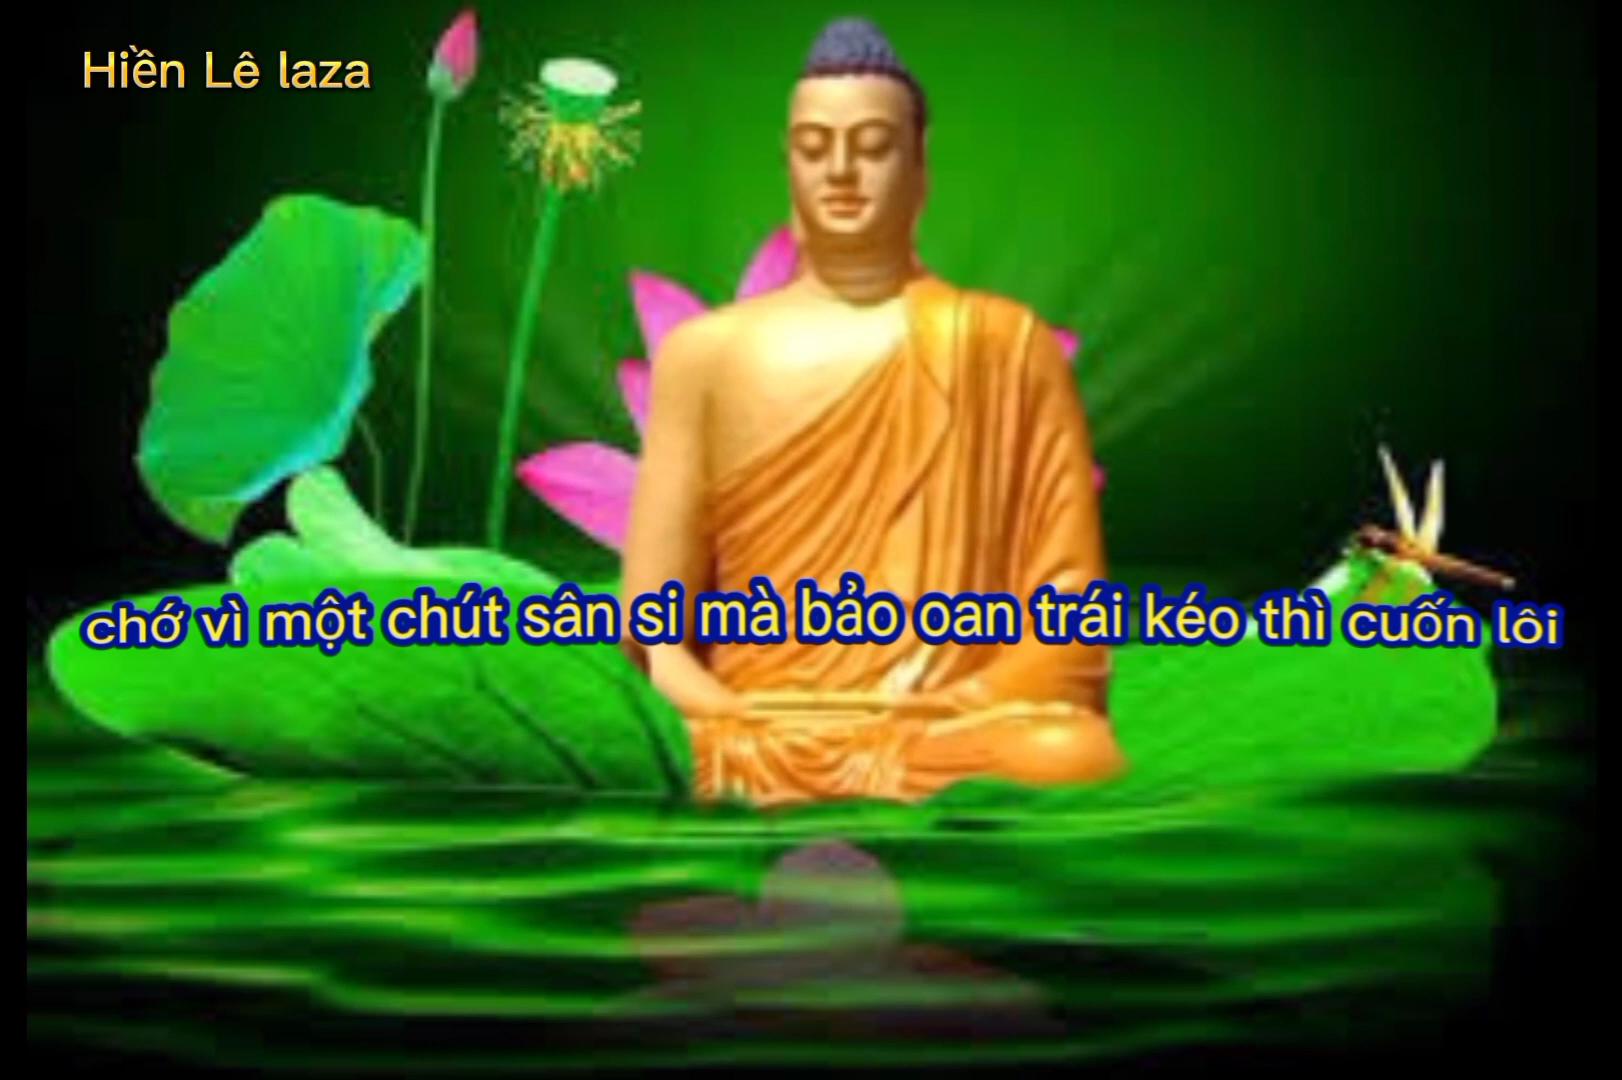 Hiền Lê laza
chớ vì một chút sân si mà bảo oan trái kéo thì cuốn lôi